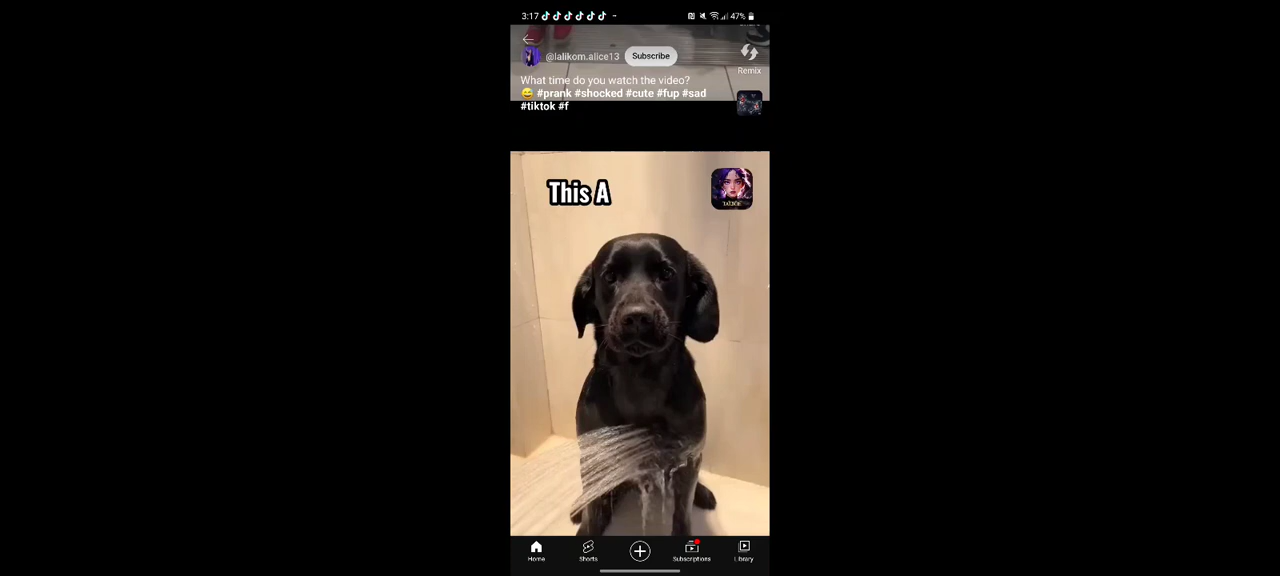 3:17
47%
@lalikom.alice13
Subscribe
Remix
What time do you watch the video?
😅 #prank #shocked #cute #fup #sad
#tiktok #f
This A
Home
Shorts
Subscriptions
Library